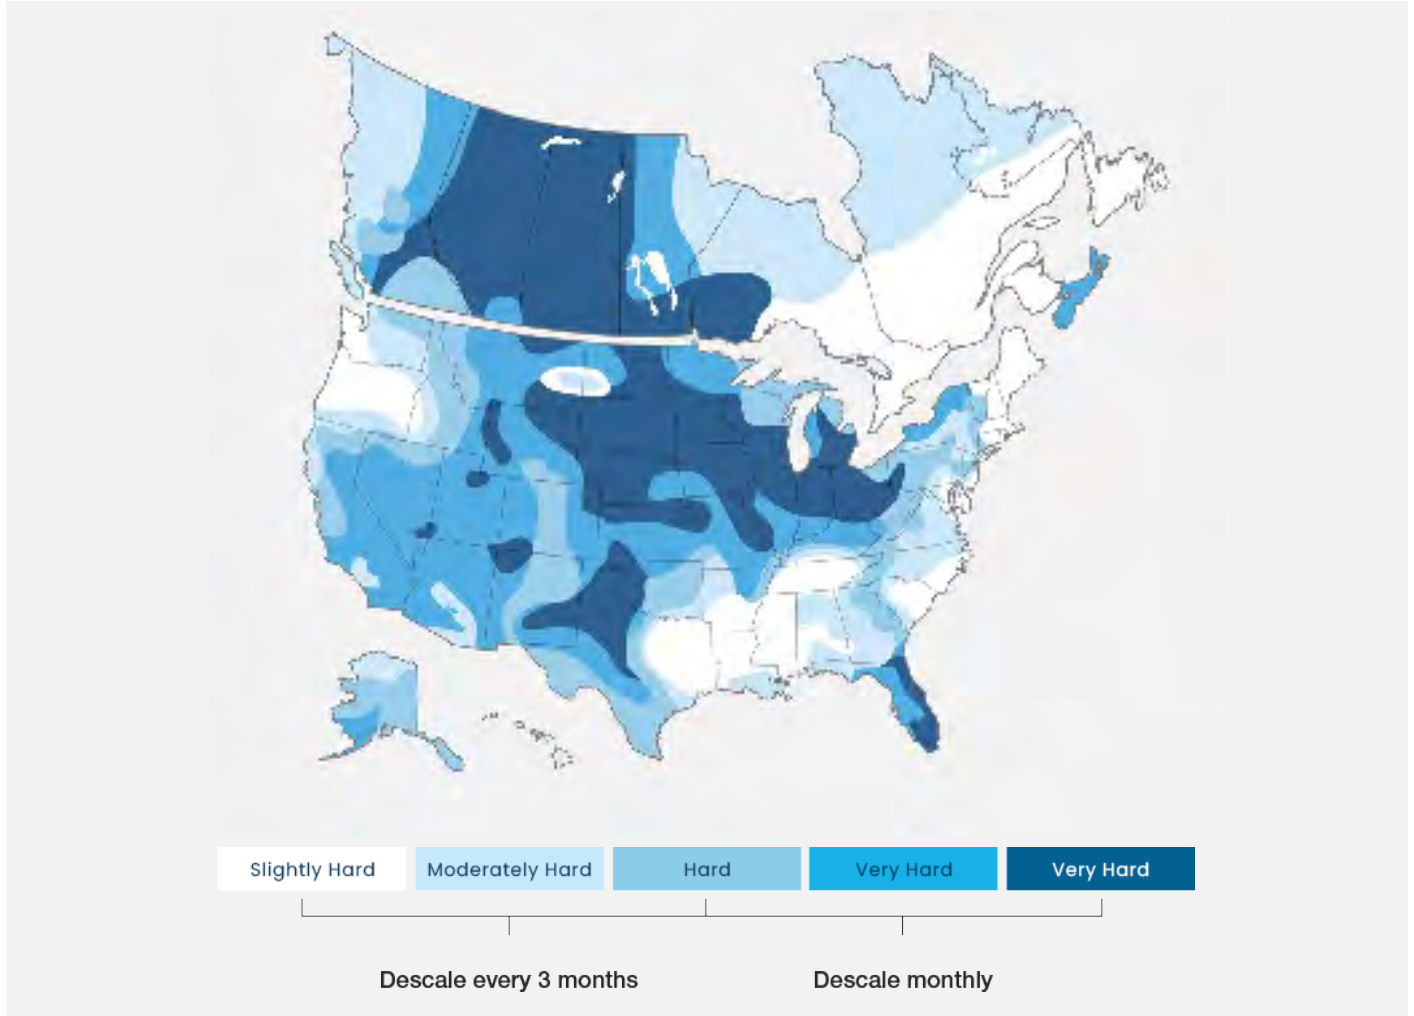 Slightly Hard
Moderately Hard
Hard
Very Hard
Very Hard
Descale every 3 months
Descale monthly